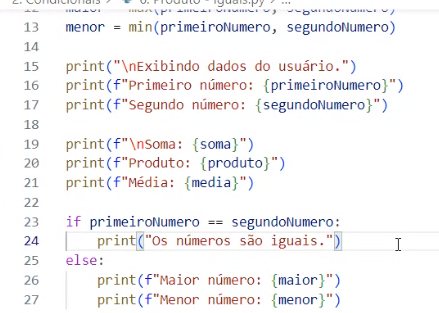 2. Condicionais > 6. Produto - Iguais.py > ...
12 maior = max(primeiroNumero, segundoNumero)
13 menor = min(primeiroNumero, segundoNumero)
14
15 print("\nExibindo dados do usuário.")
16 print(f"Primeiro número: {primeiroNumero}")
17 print(f"Segundo número: {segundoNumero}")
18
19 print(f"\nSoma: {soma}")
20 print(f"Produto: {produto}")
21 print(f"Média: {media}")
22
23 if primeiroNumero == segundoNumero:
24 print("Os números são iguais.")
25 else:
26 print(f"Maior número: {maior}")
27 print(f"Menor número: {menor}")